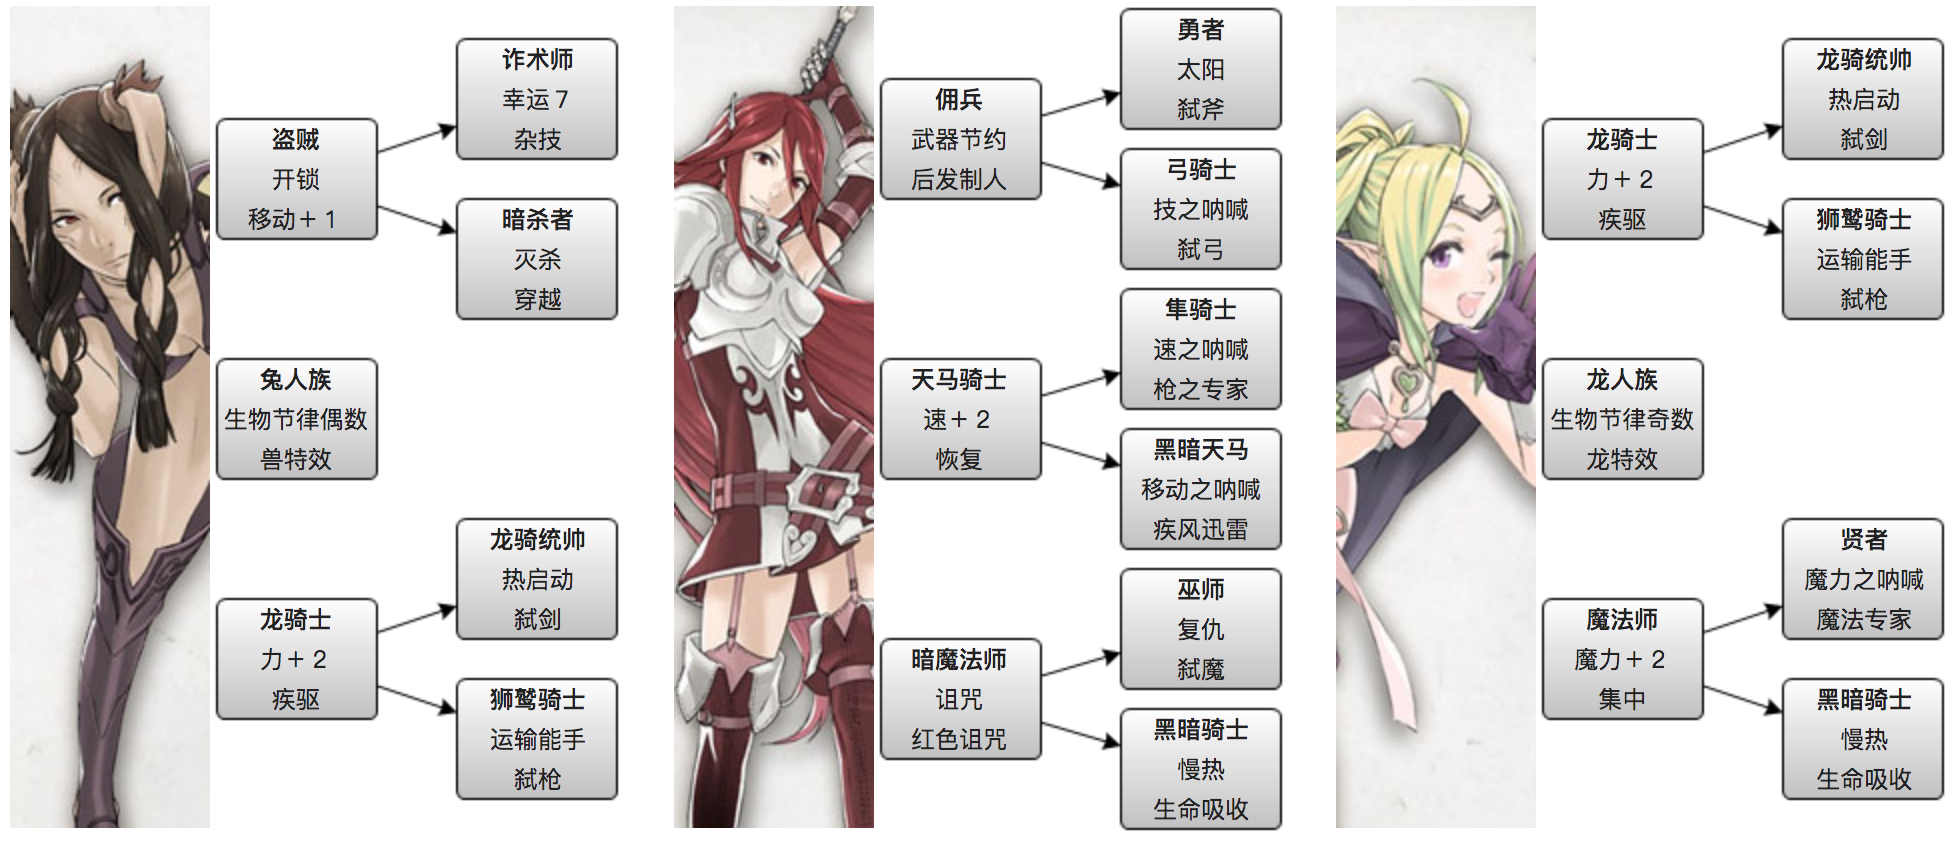 盗贼
开锁
移动＋1
诈术师
幸运7
杂技
暗杀者
灭杀
穿越
兔人族
生物节律偶数
兽特效
龙骑士
力＋2
疾驱
龙骑统帅
热启动
弑剑
狮鹫骑士
运输能手
弑枪
佣兵
武器节约
后发制人
勇者
太阳
弑斧
弓骑士
技之呐喊
弑弓
天马骑士
速＋2
恢复
隼骑士
速之呐喊
枪之专家
黑暗天马
移动之呐喊
疾风迅雷
暗魔法师
诅咒
红色诅咒
巫师
复仇
弑魔
黑暗骑士
慢热
生命吸收
龙骑士
力＋2
疾驱
龙骑统帅
热启动
弑剑
狮鹫骑士
运输能手
弑枪
龙人族
生物节律奇数
龙特效
魔法师
魔力＋2
集中
贤者
魔力之呐喊
魔法专家
黑暗骑士
慢热
生命吸收